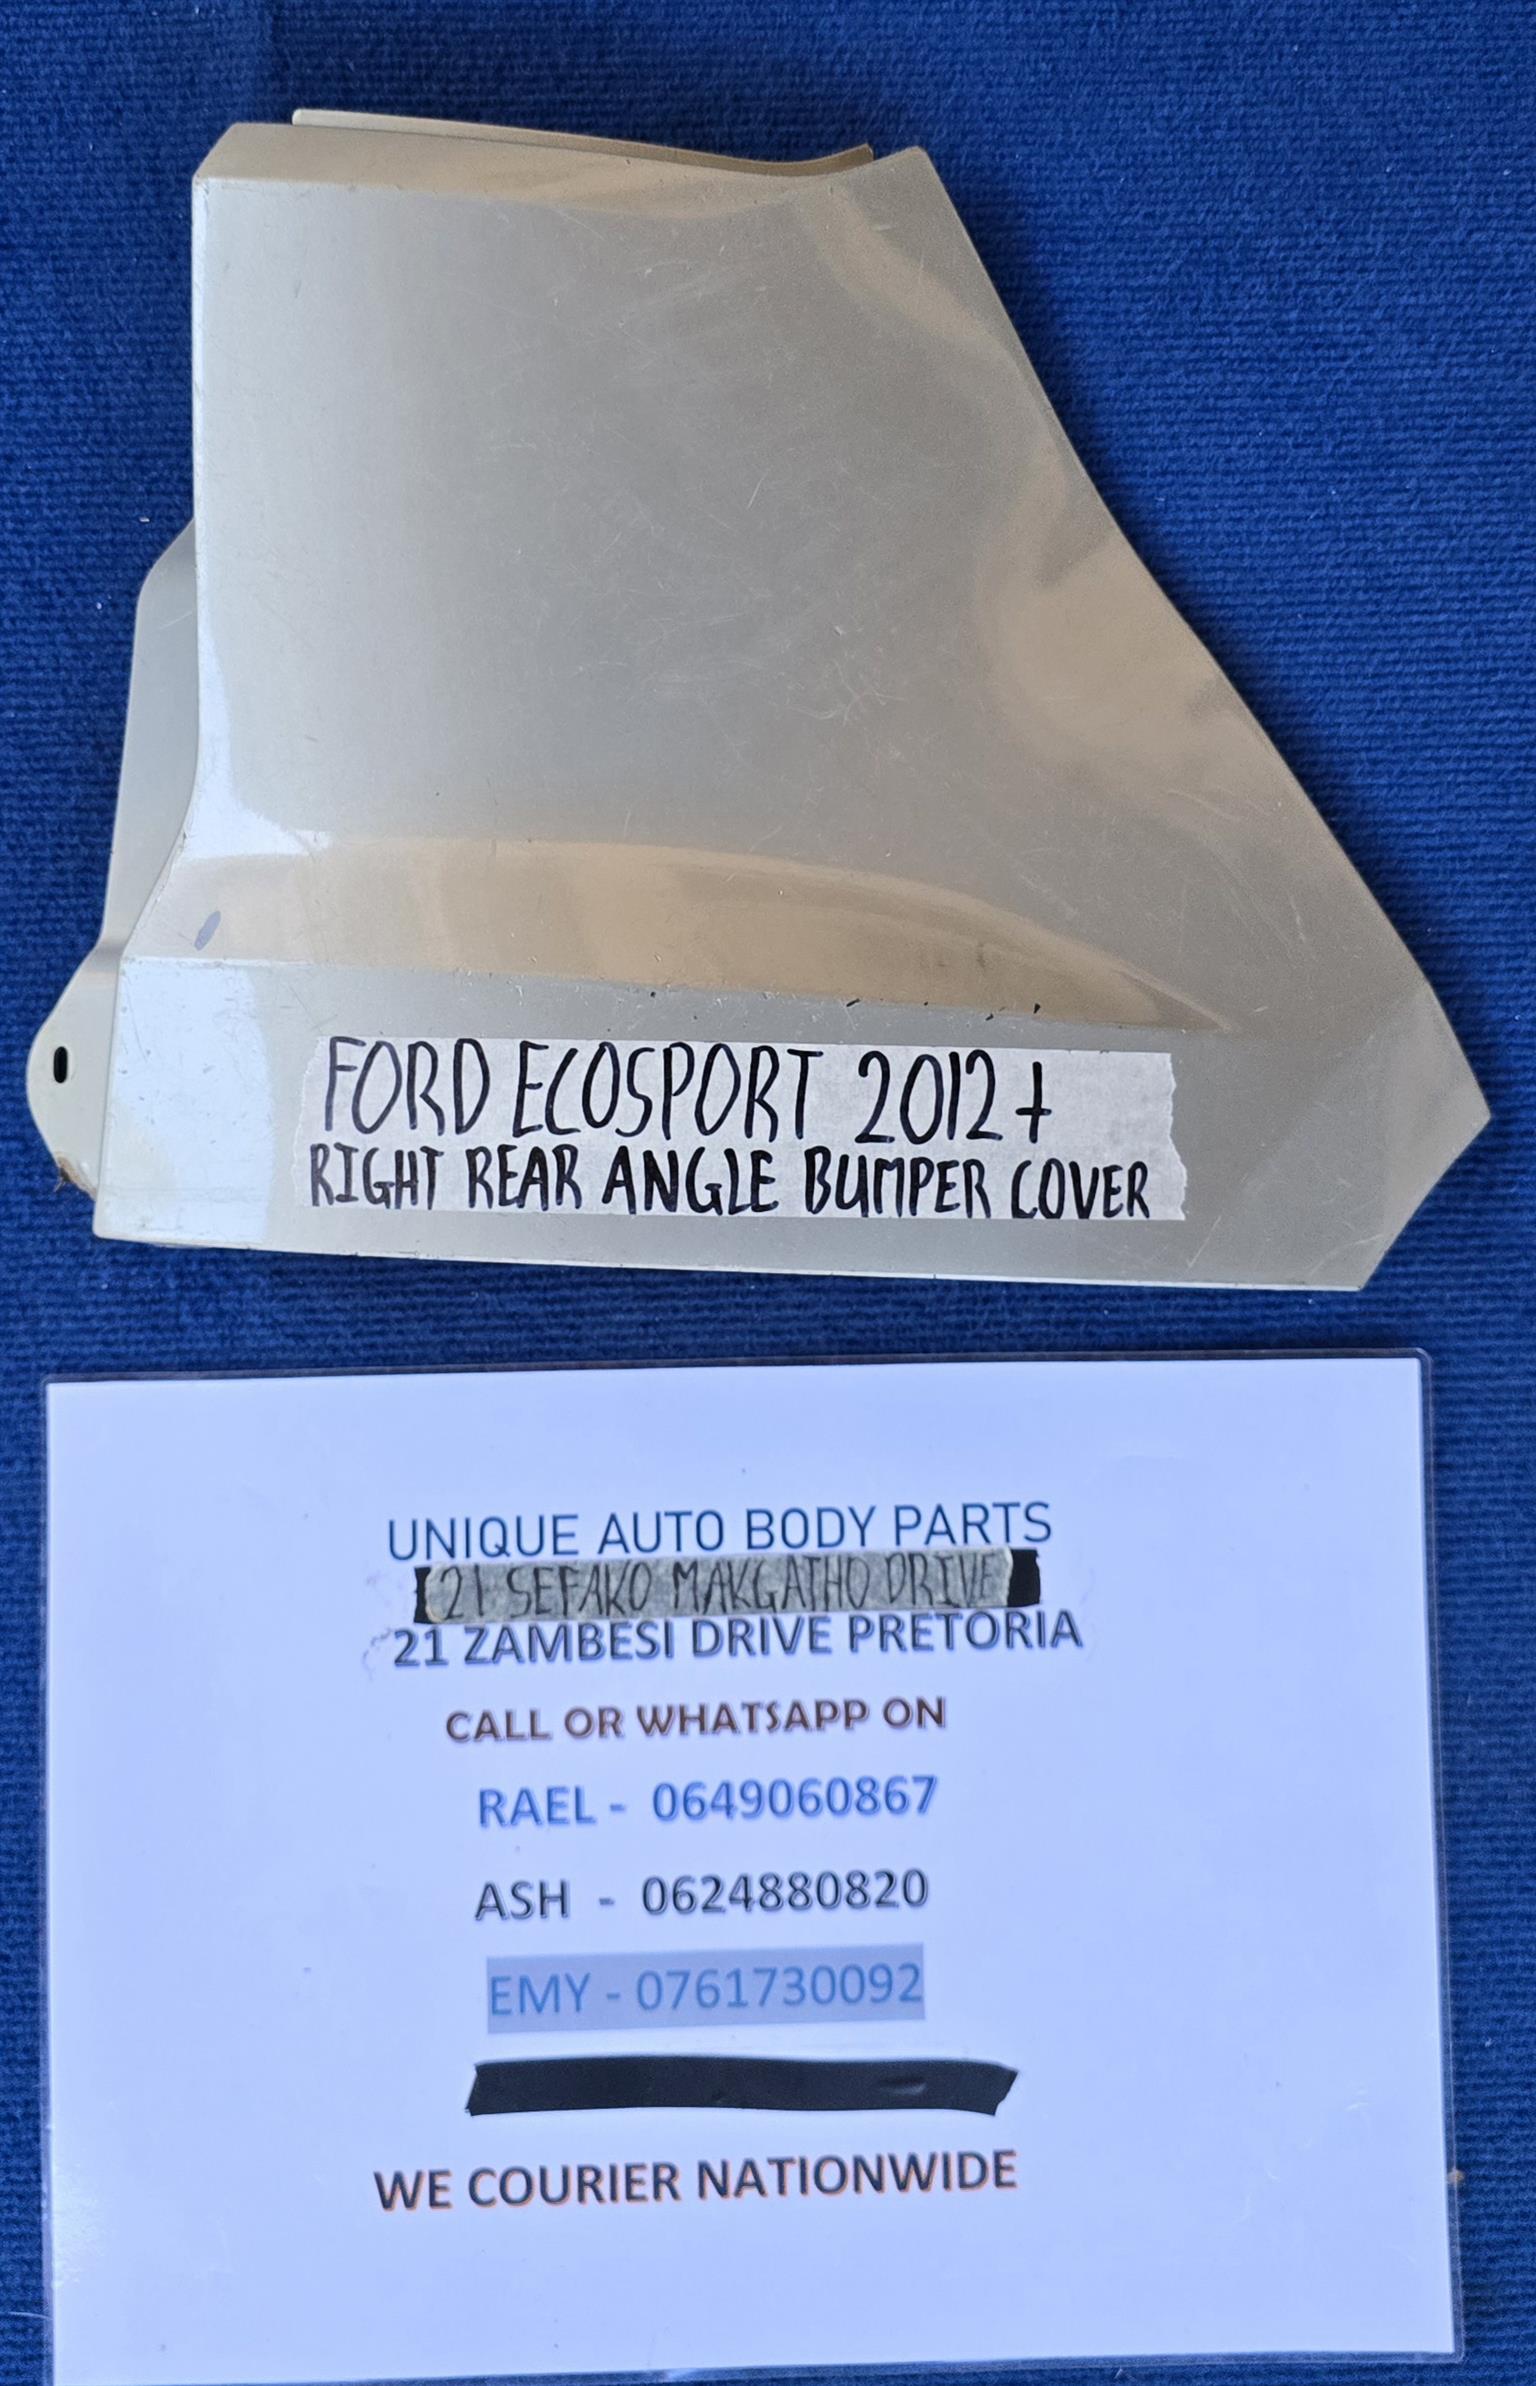 FORD ECOSPORT 2012+
RIGHT REAR ANGLE BUMPER COVER
UNIQUE AUTO BODY PARTS
21 SEFAKO MAKGATHO DRIVE
21 ZAMBESI DRIVE PRETORIA
CALL OR WHATSAPP ON
RAEL - 0649060867
ASH - 0624880820
EMY - 0761730092
WE COURIER NATIONWIDE